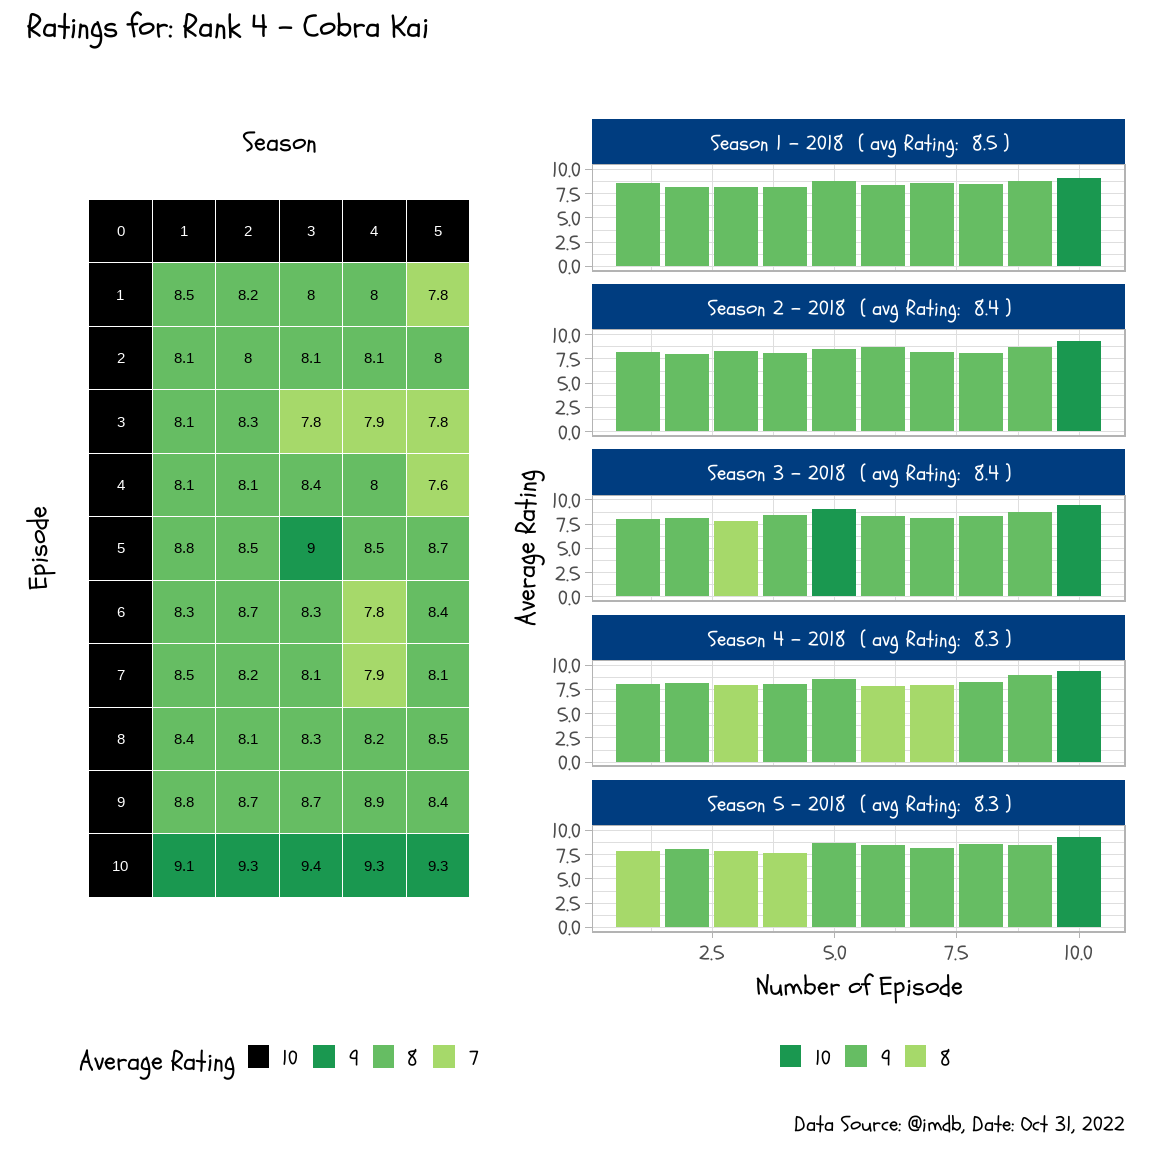 Ratings for: Rank 4 - Cobra Kai
Season
0 1 2 3 4 5
1 8.5 8.2 8 8 7.8
2 8.1 8 8.1 8.1 8
3 8.1 8.3 7.8 7.9 7.8
4 8.1 8.1 8.4 8 7.6
5 8.8 8.5 9 8.5 8.7
6 8.3 8.7 8.3 7.8 8.4
7 8.5 8.2 8.1 7.9 8.1
8 8.4 8.1 8.3 8.2 8.5
9 8.8 8.7 8.7 8.9 8.4
10 9.1 9.3 9.4 9.3 9.3
Episode
Average Rating 10 9 8 7
Season 1 - 2018 ( avg Rating: 8.5 )
10.0
7.5
5.0
2.5
0.0
Season 2 - 2018 ( avg Rating: 8.4 )
10.0
7.5
5.0
2.5
0.0
Season 3 - 2018 ( avg Rating: 8.4 )
10.0
7.5
5.0
2.5
0.0
Season 4 - 2018 ( avg Rating: 8.3 )
10.0
7.5
5.0
2.5
0.0
Season 5 - 2018 ( avg Rating: 8.3 )
10.0
7.5
5.0
2.5
0.0
2.5 5.0 7.5 10.0
Average Rating
Number of Episode
10 9 8
Data Source: @imdb, Date: Oct 31, 2022